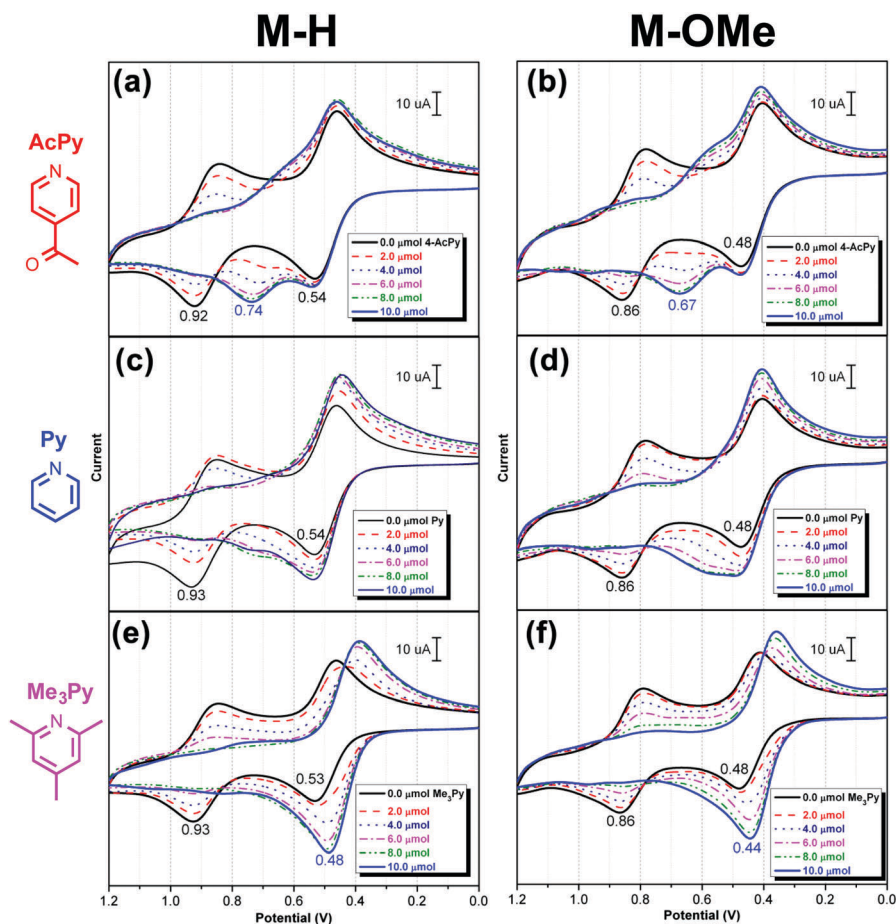 M-H M-OMe
(a) 10 uA
0.92 0.74 0.54
0.0 μmol 4-AcPy
2.0 μmol
4.0 μmol
6.0 μmol
8.0 μmol
10.0 μmol
(b) 10 uA
0.86 0.67 0.48
0.0 μmol 4-AcPy
2.0 μmol
4.0 μmol
6.0 μmol
8.0 μmol
10.0 μmol
AcPy
N
O
(c) 10 uA
0.93 0.54
0.0 μmol Py
2.0 μmol
4.0 μmol
6.0 μmol
8.0 μmol
10.0 μmol
(d) 10 uA
0.86 0.48
0.0 μmol Py
2.0 μmol
4.0 μmol
6.0 μmol
8.0 μmol
10.0 μmol
Py
N
Current
Current
(e) 10 uA
0.93 0.53 0.48
0.0 μmol Me₃Py
2.0 μmol
4.0 μmol
6.0 μmol
8.0 μmol
10.0 μmol
(f) 10 uA
0.86 0.48 0.44
0.0 μmol Me₃Py
2.0 μmol
4.0 μmol
6.0 μmol
8.0 μmol
10.0 μmol
Me₃Py
N
1.2 1.0 0.8 0.6 0.4 0.2 0.0
Potential (V)
1.2 1.0 0.8 0.6 0.4 0.2 0.0
Potential (V)